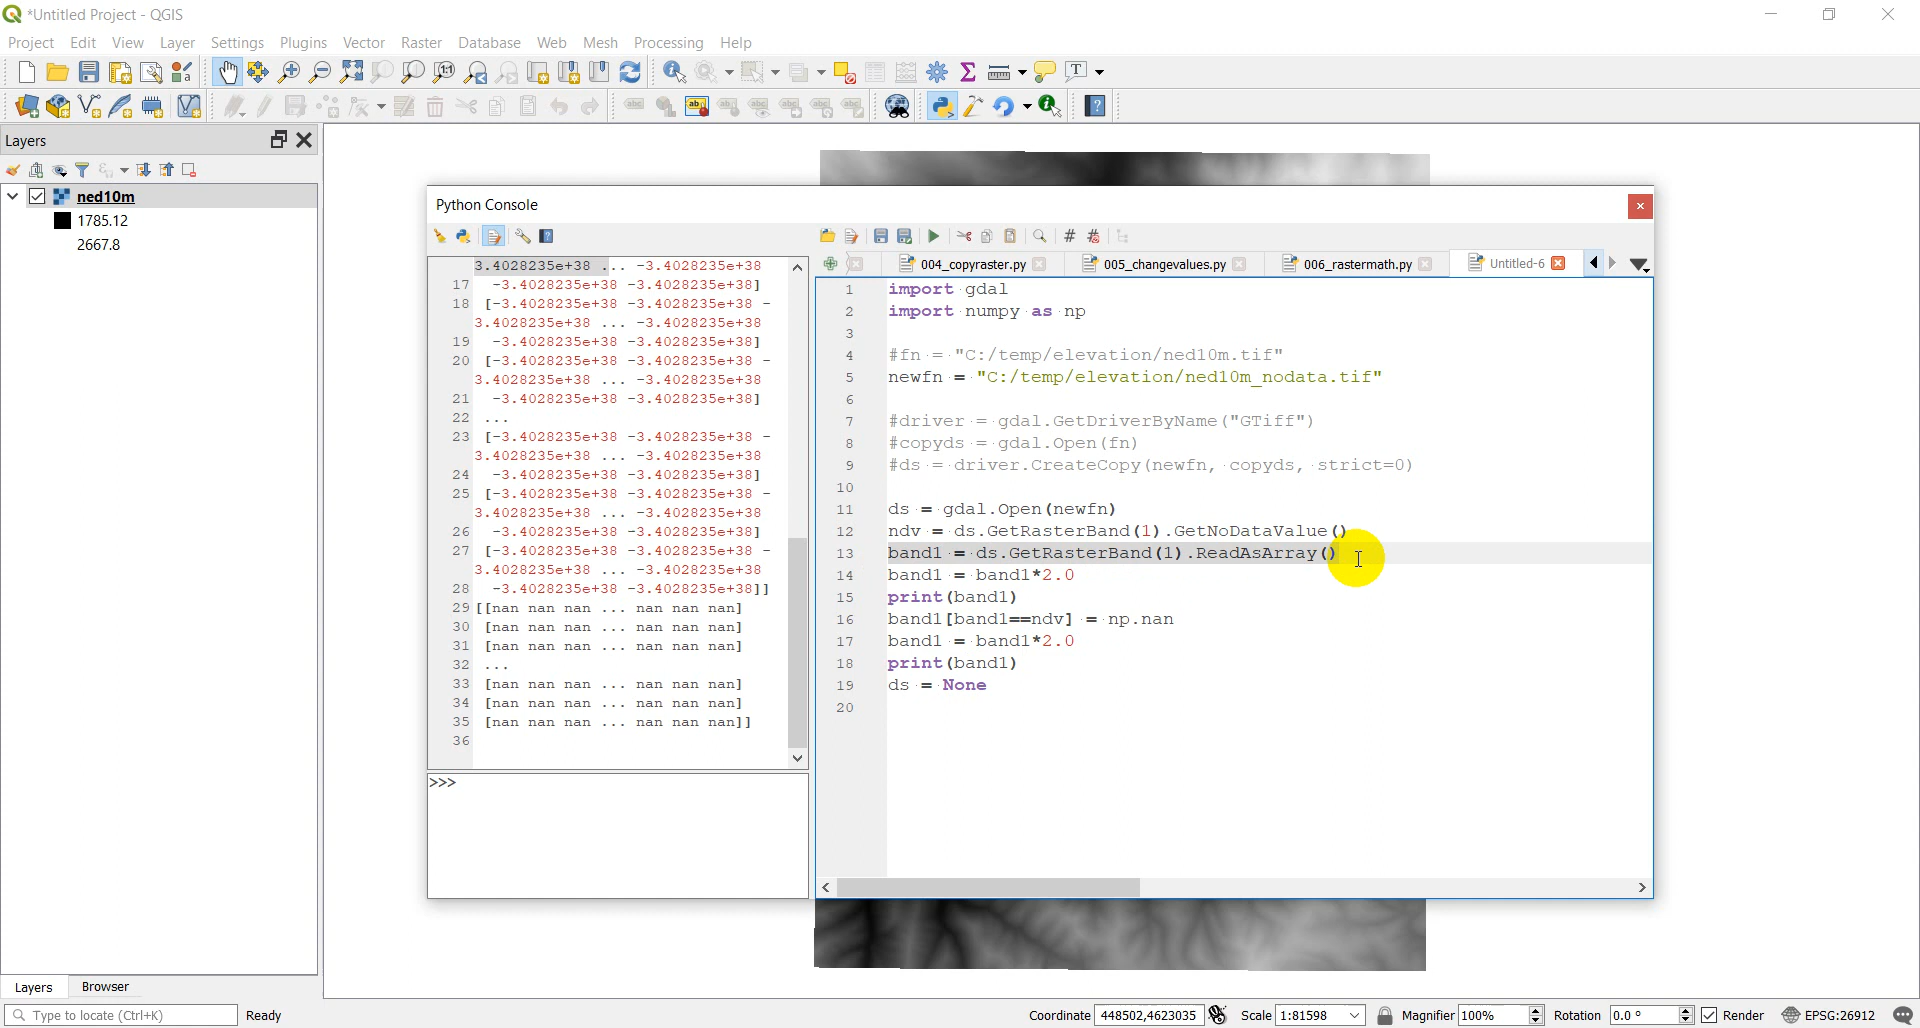 *Untitled Project - QGIS
Project Edit View Layer Settings Plugins Vector Raster Database Web Mesh Processing Help
Layers
ned10m
1785.12
2667.8
Python Console
004_copyraster.py 005_changevalues.py 006_rastermath.py Untitled-6
3.4028235e+38 ... -3.4028235e+38
17 -3.4028235e+38 -3.4028235e+38]
18 [-3.4028235e+38 -3.4028235e+38 -
3.4028235e+38 ... -3.4028235e+38
19 -3.4028235e+38 -3.4028235e+38]
20 [-3.4028235e+38 -3.4028235e+38 -
3.4028235e+38 ... -3.4028235e+38
21 -3.4028235e+38 -3.4028235e+38]
22 ...
23 [-3.4028235e+38 -3.4028235e+38 -
3.4028235e+38 ... -3.4028235e+38
24 -3.4028235e+38 -3.4028235e+38]
25 [-3.4028235e+38 -3.4028235e+38 -
3.4028235e+38 ... -3.4028235e+38
26 -3.4028235e+38 -3.4028235e+38]
27 [-3.4028235e+38 -3.4028235e+38 -
3.4028235e+38 ... -3.4028235e+38
28 -3.4028235e+38 -3.4028235e+38]]
29 [[nan nan nan ... nan nan nan]
30 [nan nan nan ... nan nan nan]
31 [nan nan nan ... nan nan nan]
32 ...
33 [nan nan nan ... nan nan nan]
34 [nan nan nan ... nan nan nan]
35 [nan nan nan ... nan nan nan]]
36
>>>
1 import gdal
2 import numpy as np
3
4 #fn = "C:/temp/elevation/ned10m.tif"
5 newfn = "C:/temp/elevation/ned10m_nodata.tif"
6
7 #driver = gdal.GetDriverByName("GTiff")
8 #copyds = gdal.Open(fn)
9 #ds = driver.CreateCopy(newfn, copyds, strict=0)
10
11 ds = gdal.Open(newfn)
12 ndv = ds.GetRasterBand(1).GetNoDataValue()
13 band1 = ds.GetRasterBand(1).ReadAsArray()
14 band1 = band1*2.0
15 print(band1)
16 band1[band1==ndv] = np.nan
17 band1 = band1*2.0
18 print(band1)
19 ds = None
20
Layers Browser
Type to locate (Ctrl+K) Ready Coordinate 448502,4623035 Scale 1:81598 Magnifier 100% Rotation 0.0 ° Render EPSG:26912